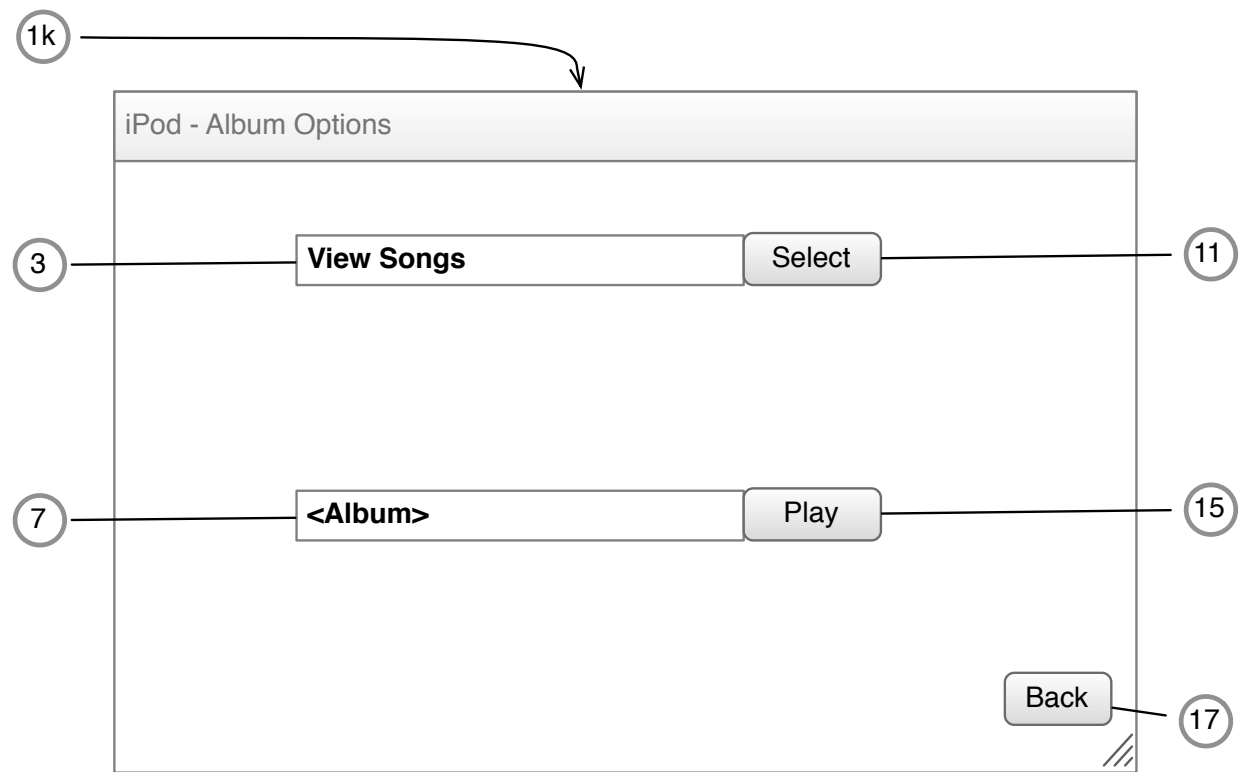 1k
iPod - Album Options
3
View Songs
Select
11
7
<Album>
Play
15
Back
17